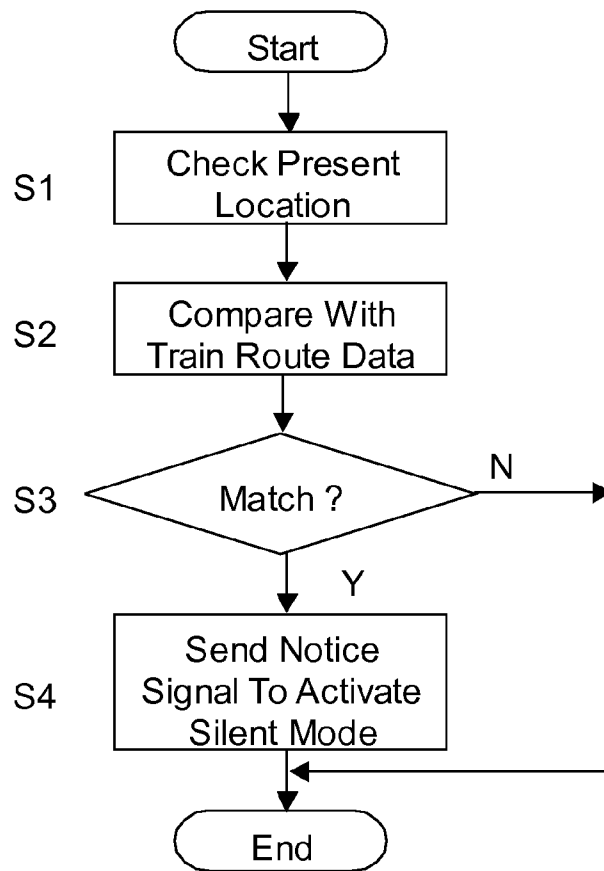 Start
S1
Check Present
Location
S2
Compare With
Train Route Data
S3
Match ?
N
Y
S4
Send Notice
Signal To Activate
Silent Mode
End